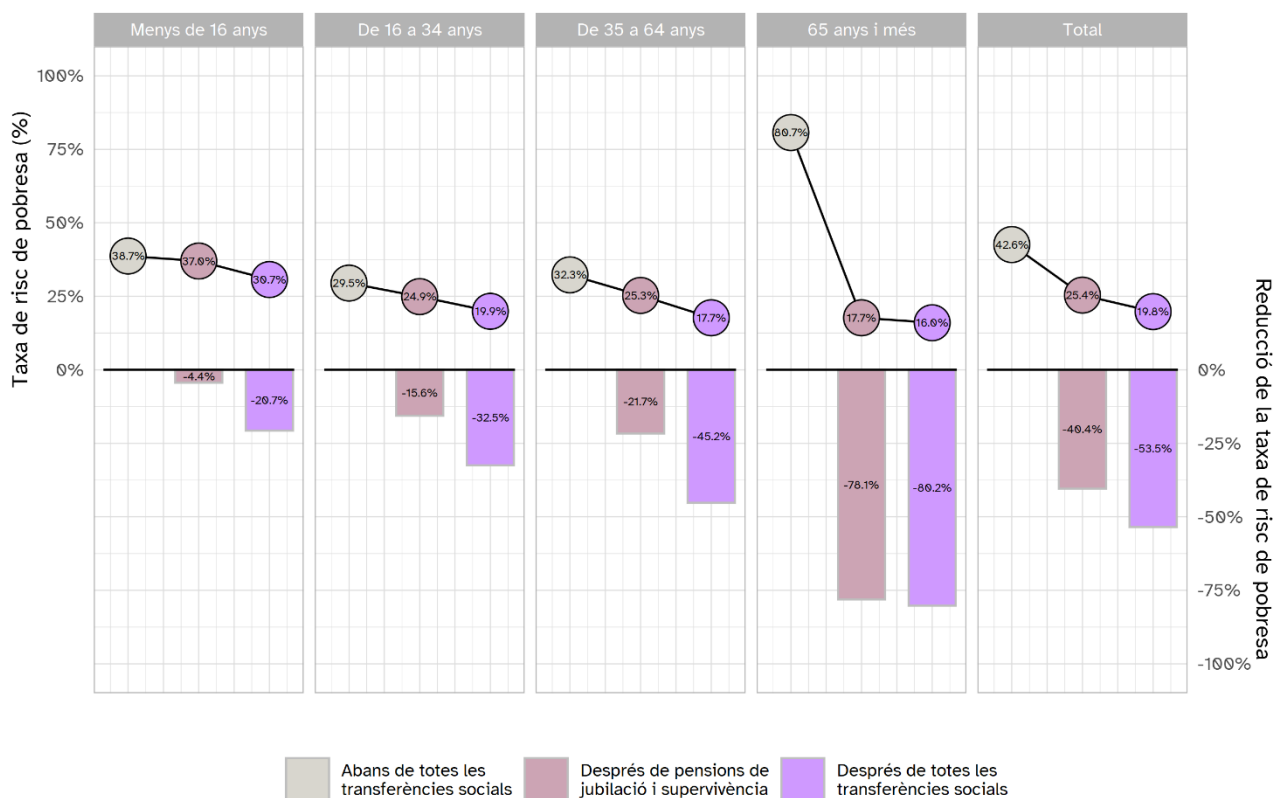 Menys de 16 anys
De 16 a 34 anys
De 35 a 64 anys
65 anys i més
Total
Taxa de risc de pobresa (%)
100%
75%
50%
25%
0%
38.7%
37.0%
30.7%
-4.4%
-20.7%
29.5%
24.9%
19.9%
-15.6%
-32.5%
32.3%
25.3%
17.7%
-21.7%
-45.2%
80.7%
17.7%
16.0%
-78.1%
-80.2%
42.6%
25.4%
19.8%
-40.4%
-53.5%
0%
-25%
-50%
-75%
-100%
Reducció de la taxa de risc de pobresa
Abans de totes les
transferències socials
Després de pensions de
jubilació i supervivència
Després de totes les
transferències socials